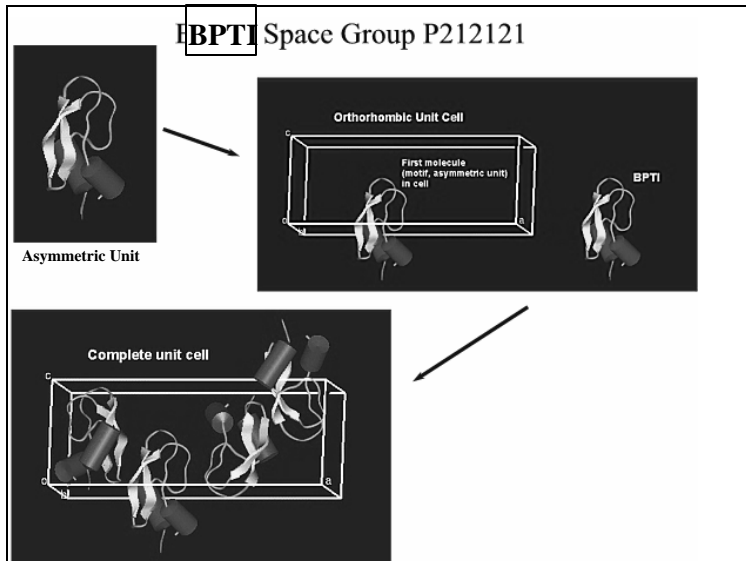 BPTI Space Group P212121
Orthorhombic Unit Cell
c
First molecule
(motif, asymmetric unit)
in cell
BPTI
o
a
b
Asymmetric Unit
Complete unit cell
c
o
a
b